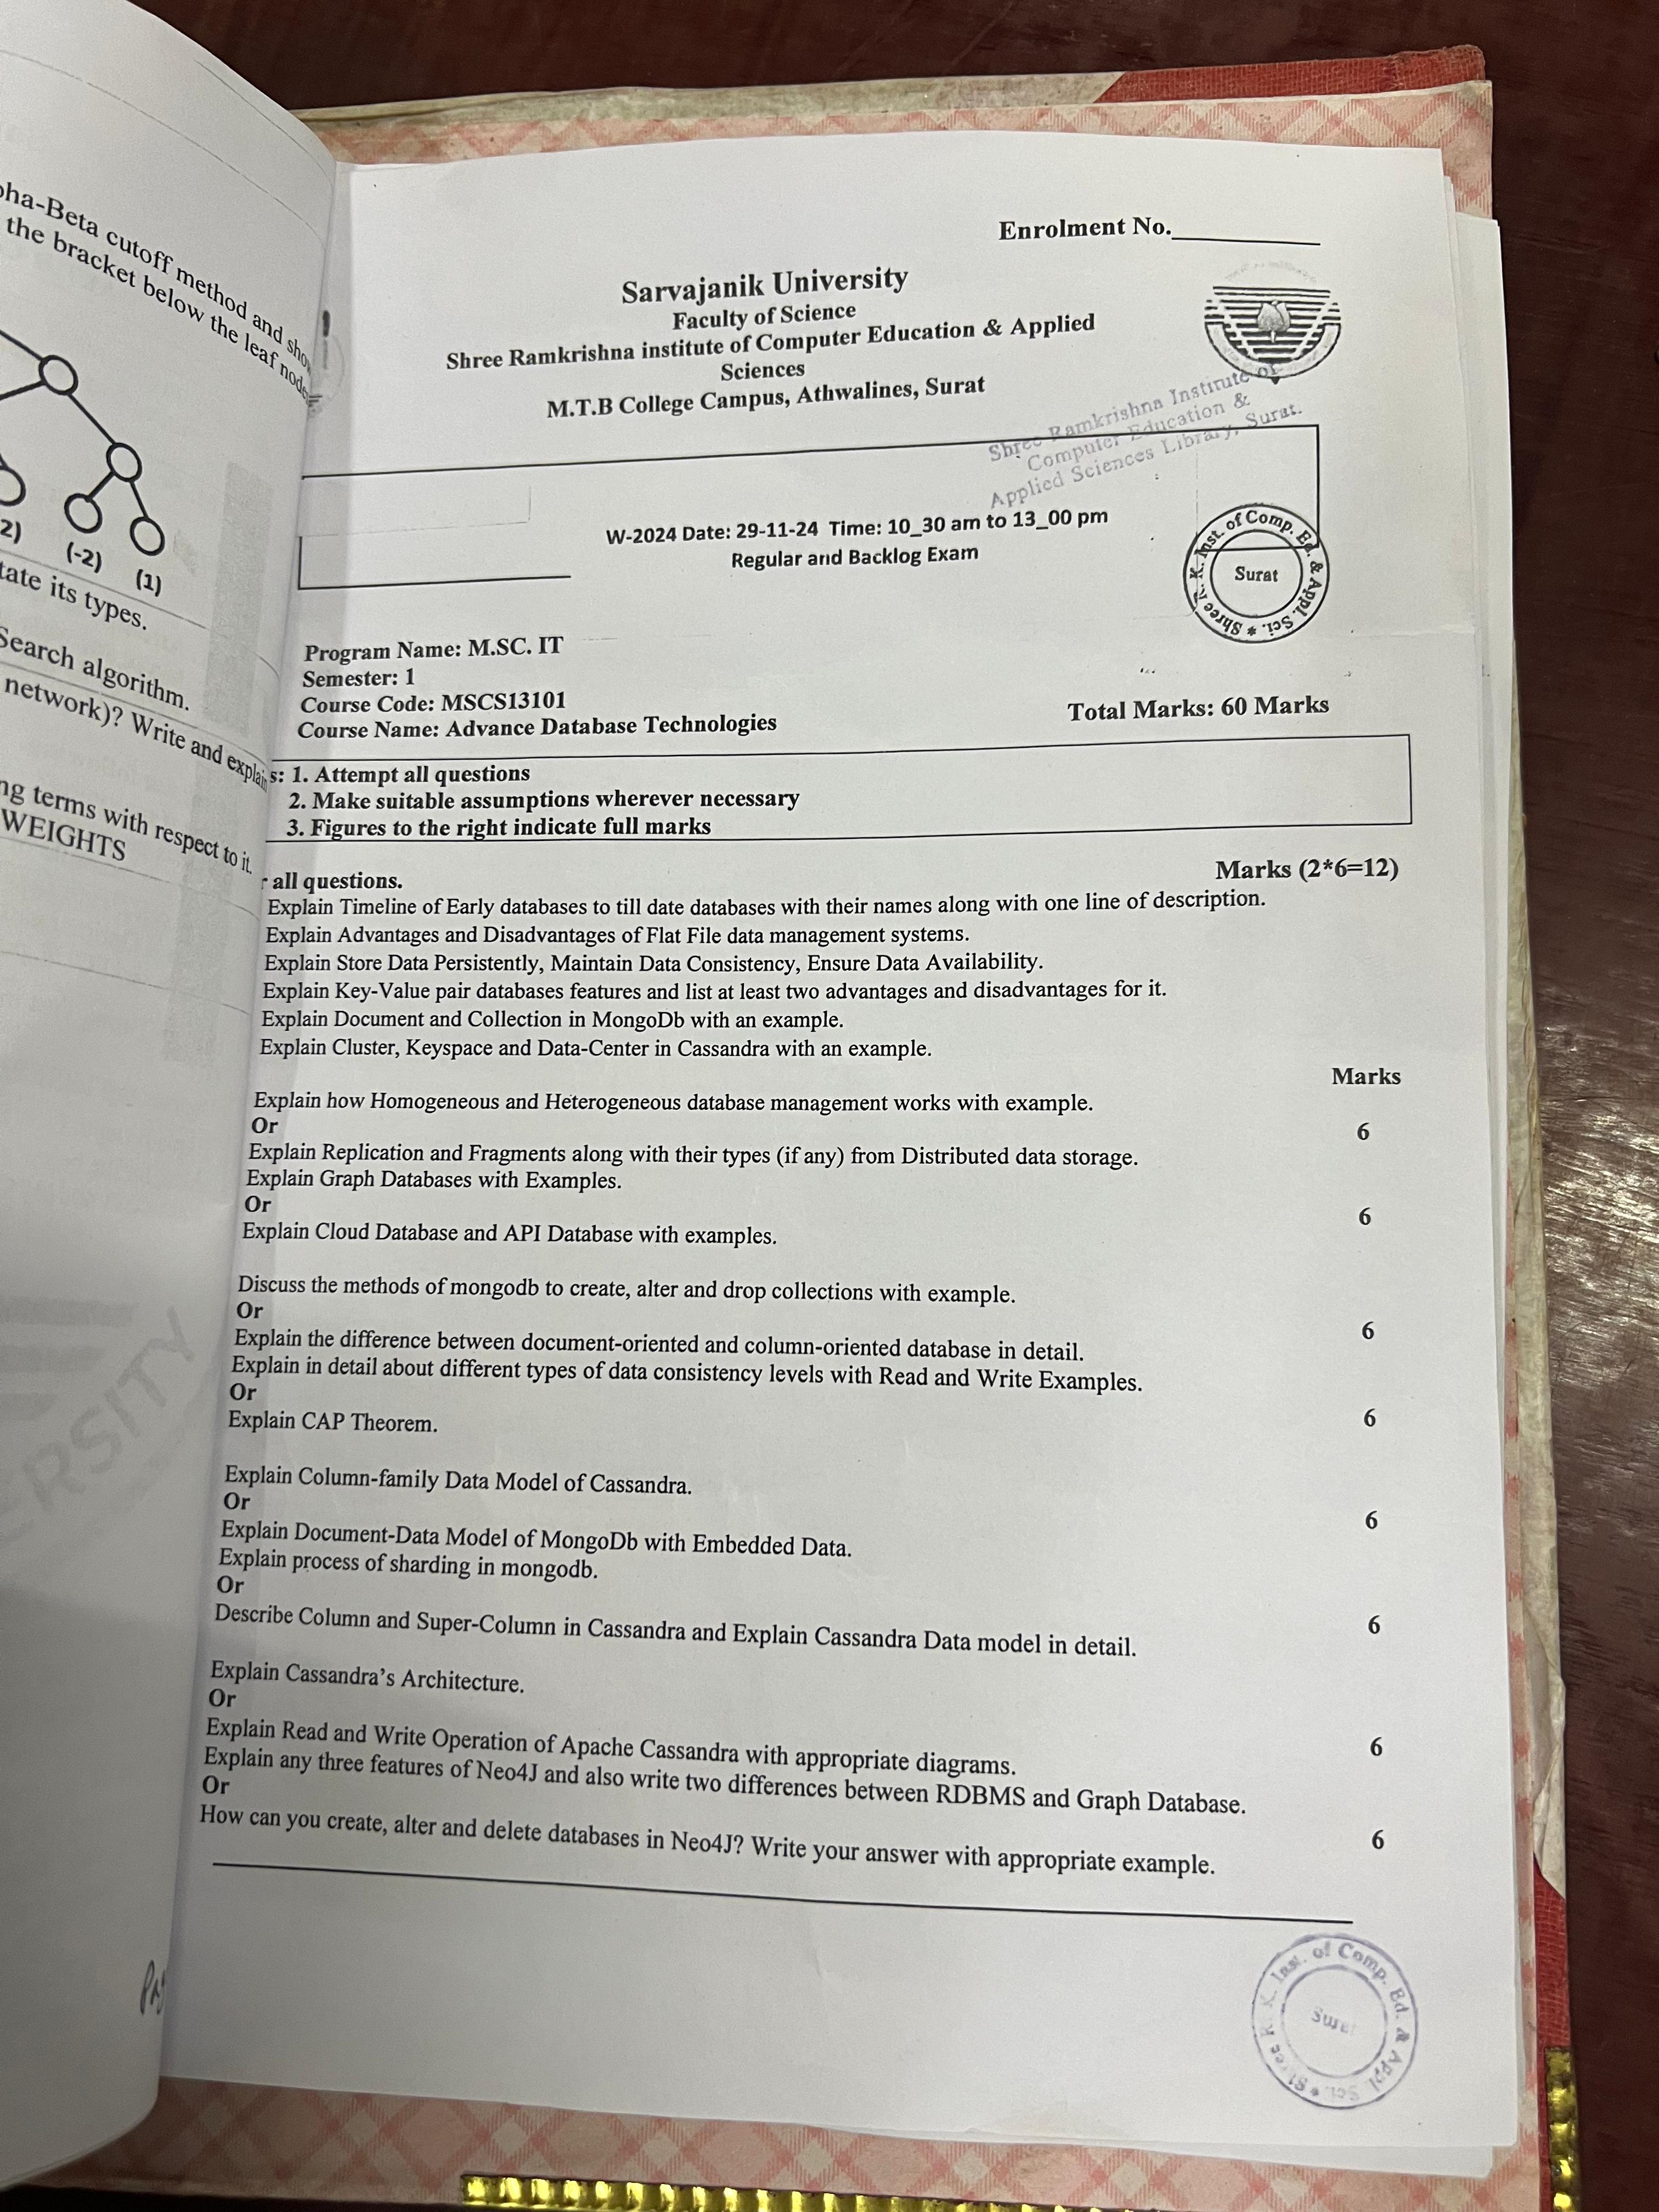 Alpha-Beta cutoff method and
the bracket below the leaf
2)
(-2)
(1)
tate its types.
Search algorithm.
network)? Write and explain
ng terms with respect to it.
WEIGHTS
ERSITY
Enrolment No.
Sarvajanik University
Faculty of Science
Shree Ramkrishna institute of Computer Education & Applied
Sciences
M.T.B College Campus, Athwalines, Surat
Shree Ramkrishna Institute of
Computer Education &
Applied Sciences Library, Surat.
W-2024 Date: 29-11-24 Time: 10_30 am to 13_00 pm
Regular and Backlog Exam
Shree R. K. Inst. of Comp. Ed. & Appl. Sci. *
Surat
Program Name: M.SC. IT
Semester: 1
Course Code: MSCS13101
Course Name: Advance Database Technologies
Total Marks: 60 Marks
s: 1. Attempt all questions
2. Make suitable assumptions wherever necessary
3. Figures to the right indicate full marks
all questions.
Marks (2*6=12)
Explain Timeline of Early databases to till date databases with their names along with one line of description.
Explain Advantages and Disadvantages of Flat File data management systems.
Explain Store Data Persistently, Maintain Data Consistency, Ensure Data Availability.
Explain Key-Value pair databases features and list at least two advantages and disadvantages for it.
Explain Document and Collection in MongoDb with an example.
Explain Cluster, Keyspace and Data-Center in Cassandra with an example.
Marks
Explain how Homogeneous and Heterogeneous database management works with example.
Or
6
Explain Replication and Fragments along with their types (if any) from Distributed data storage.
Explain Graph Databases with Examples.
Or
6
Explain Cloud Database and API Database with examples.
Discuss the methods of mongodb to create, alter and drop collections with example.
Or
6
Explain the difference between document-oriented and column-oriented database in detail.
Explain in detail about different types of data consistency levels with Read and Write Examples.
Or
6
Explain CAP Theorem.
Explain Column-family Data Model of Cassandra.
Or
6
Explain Document-Data Model of MongoDb with Embedded Data.
Explain process of sharding in mongodb.
Or
6
Describe Column and Super-Column in Cassandra and Explain Cassandra Data model in detail.
Explain Cassandra's Architecture.
Or
6
Explain Read and Write Operation of Apache Cassandra with appropriate diagrams.
Explain any three features of Neo4J and also write two differences between RDBMS and Graph Database.
Or
6
How can you create, alter and delete databases in Neo4J? Write your answer with appropriate example.
Shree R. K. Inst. of Comp. Ed. & Appl. Sci. *
Surat